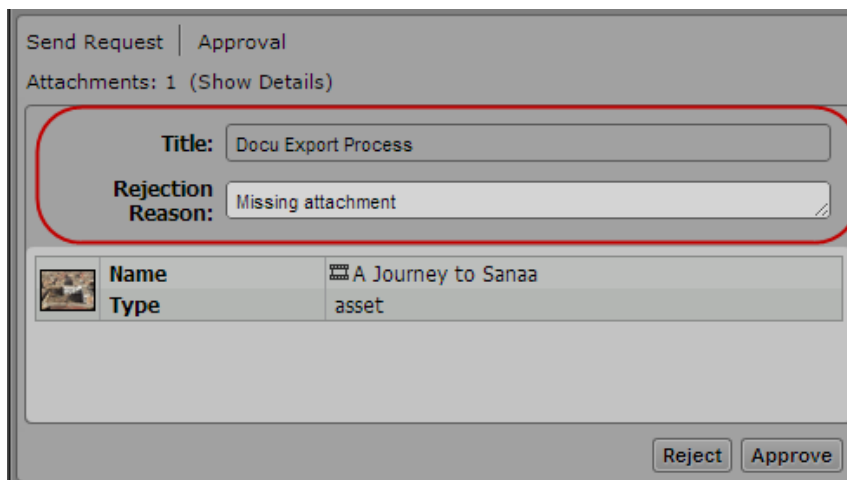 Send Request | Approval
Attachments: 1 (Show Details)
Title: Docu Export Process
Rejection
Reason: Missing attachment
Name A Journey to Sanaa
Type asset
Reject Approve